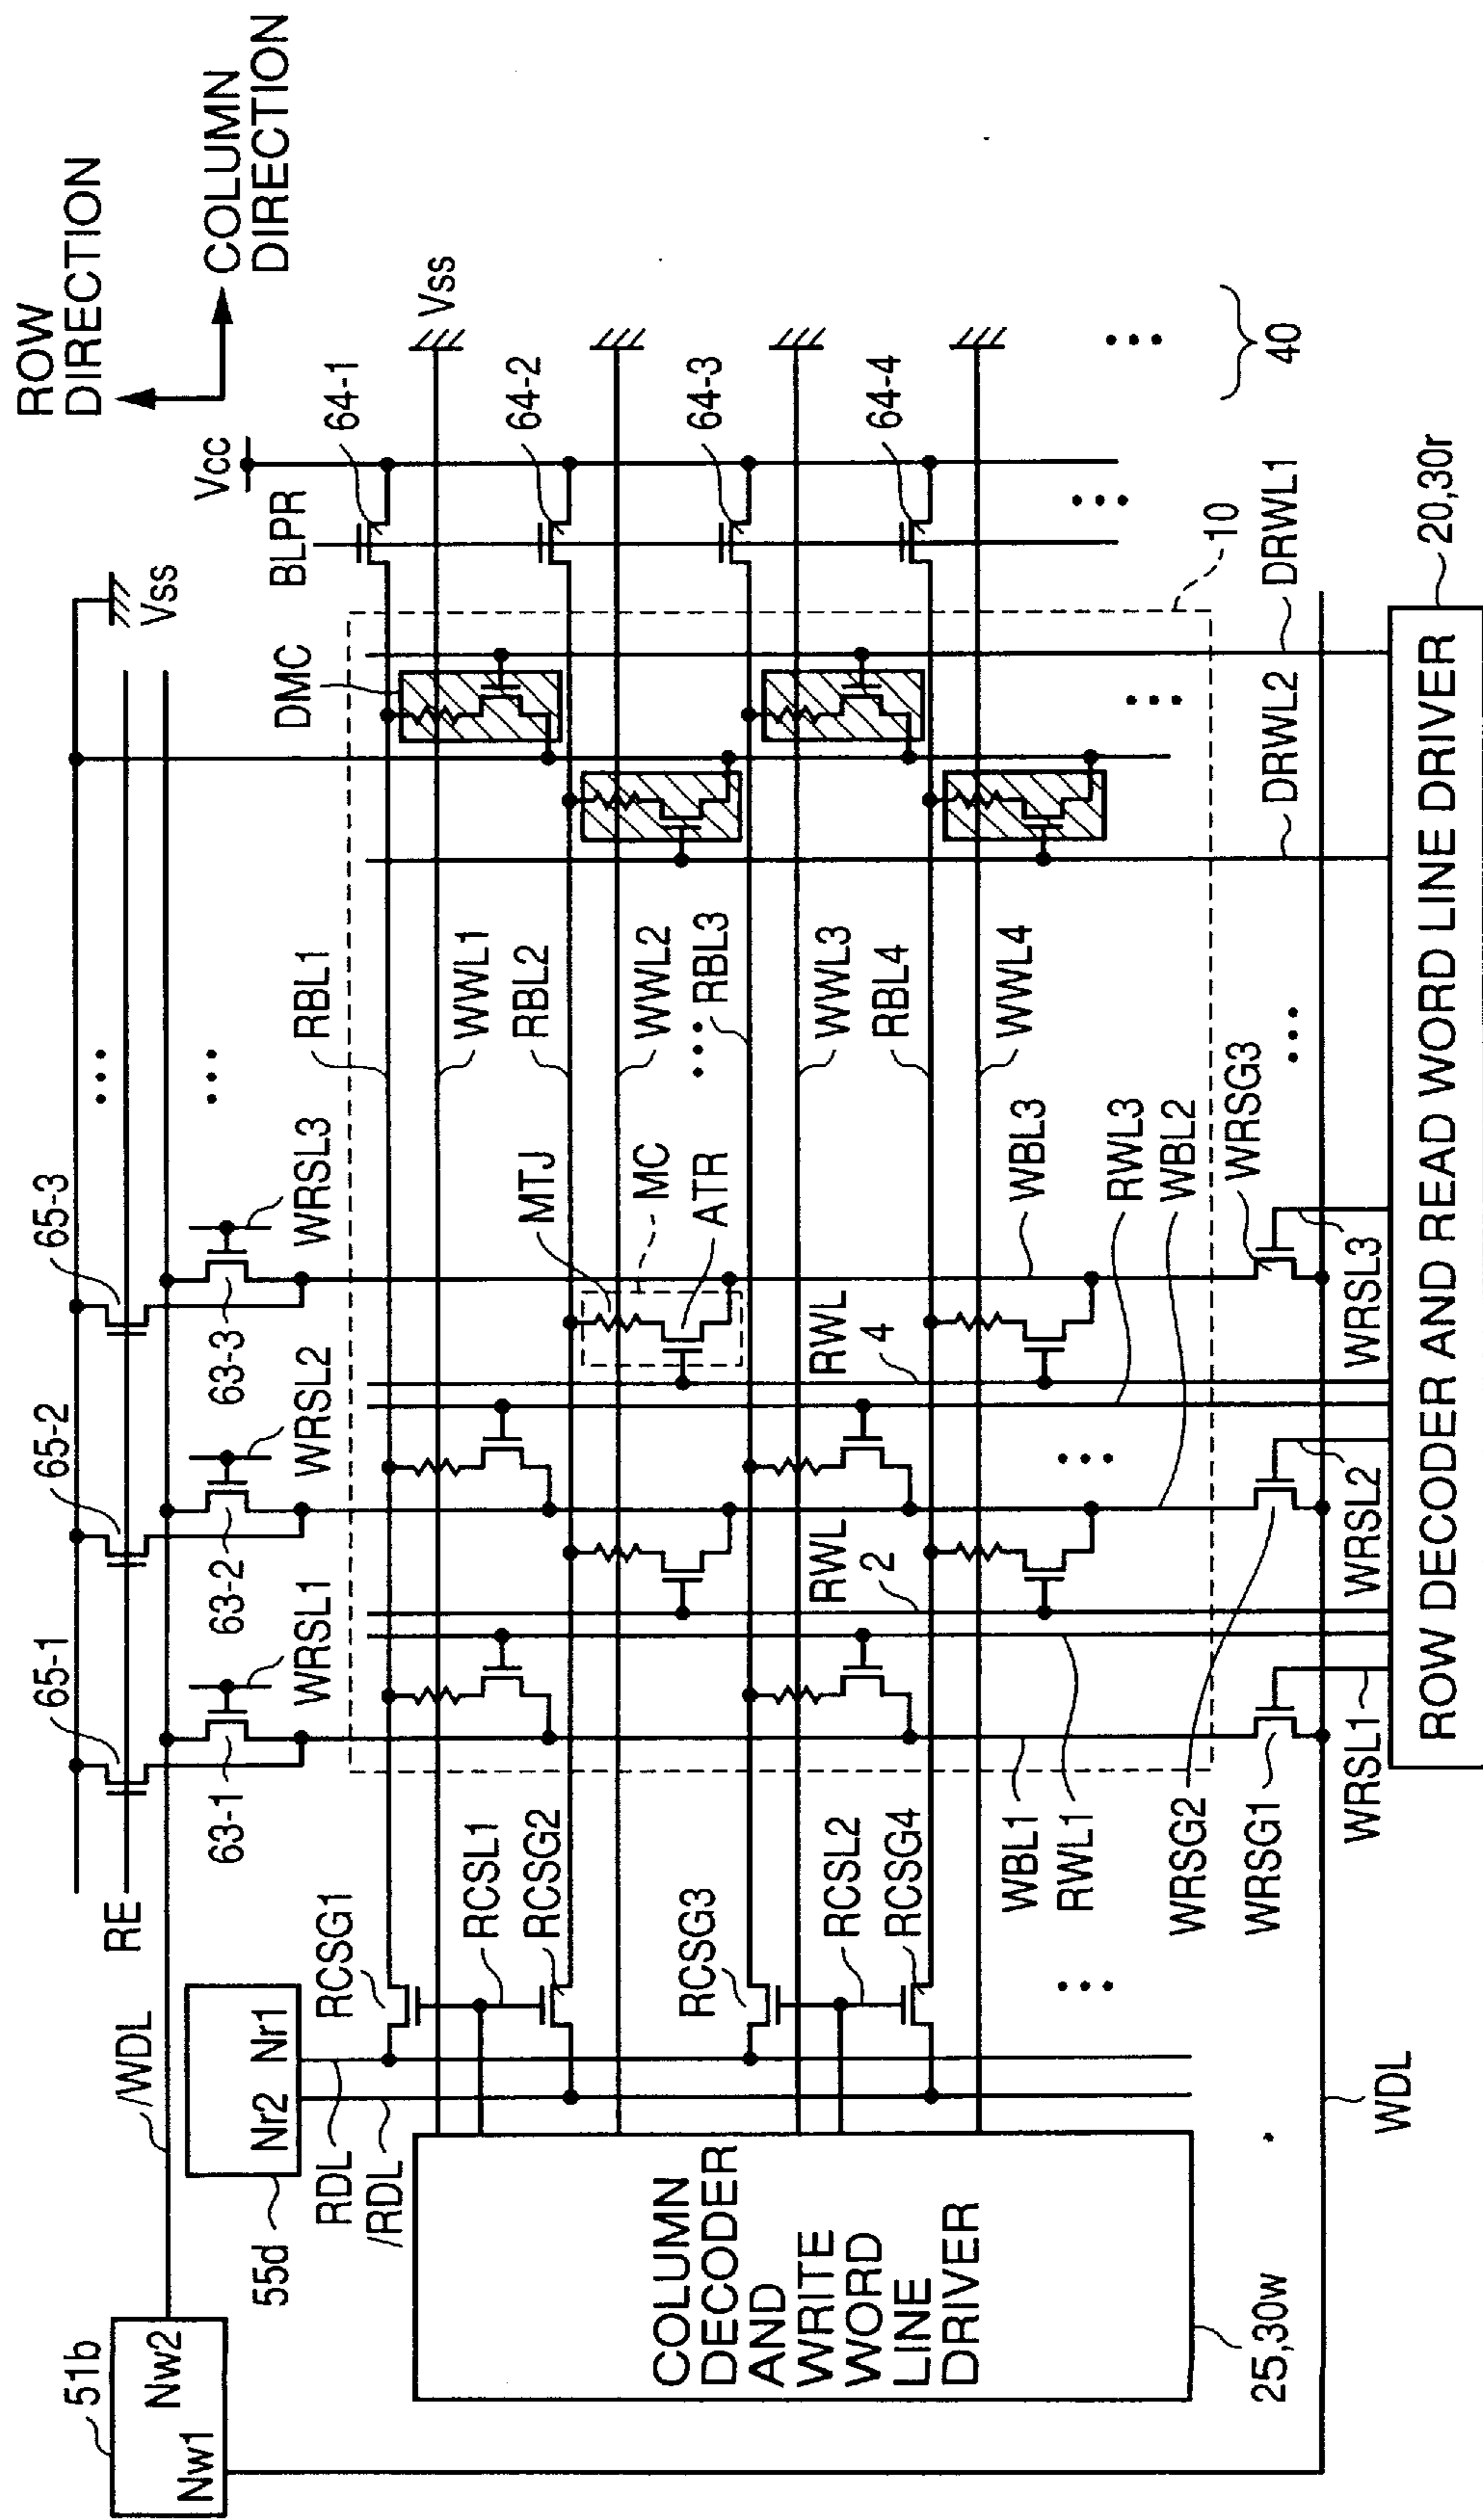 ROW
DIRECTION
COLUMN
DIRECTION
51b
Nw2
Nw1
/WDL
RE
65-1
65-2
65-3
Vss
Vcc
BLPR
55d
Nr2
Nr1
RDL
/RDL
63-1
WRSL1
63-2
WRSL2
63-3
WRSL3
RCSG1
RBL1
DMC
64-1
Vss
RCSL1
WWL1
RCSG2
RBL2
64-2
MTJ
MC
ATR
WWL2
RBL3
RCSG3
64-3
RWL
2
RWL
4
WWL3
RCSL2
RBL4
RCSG4
64-4
WWL4
WBL1
RWL1
WBL3
RWL3
WBL2
10
40
COLUMN
DECODER
AND
WRITE
WORD
LINE
DRIVER
25,30w
WRSG2
WRSG1
WRSG3
DRWL2
DRWL1
WDL
WRSL1
WRSL2
WRSL3
ROW DECODER AND READ WORD LINE DRIVER
20,30r